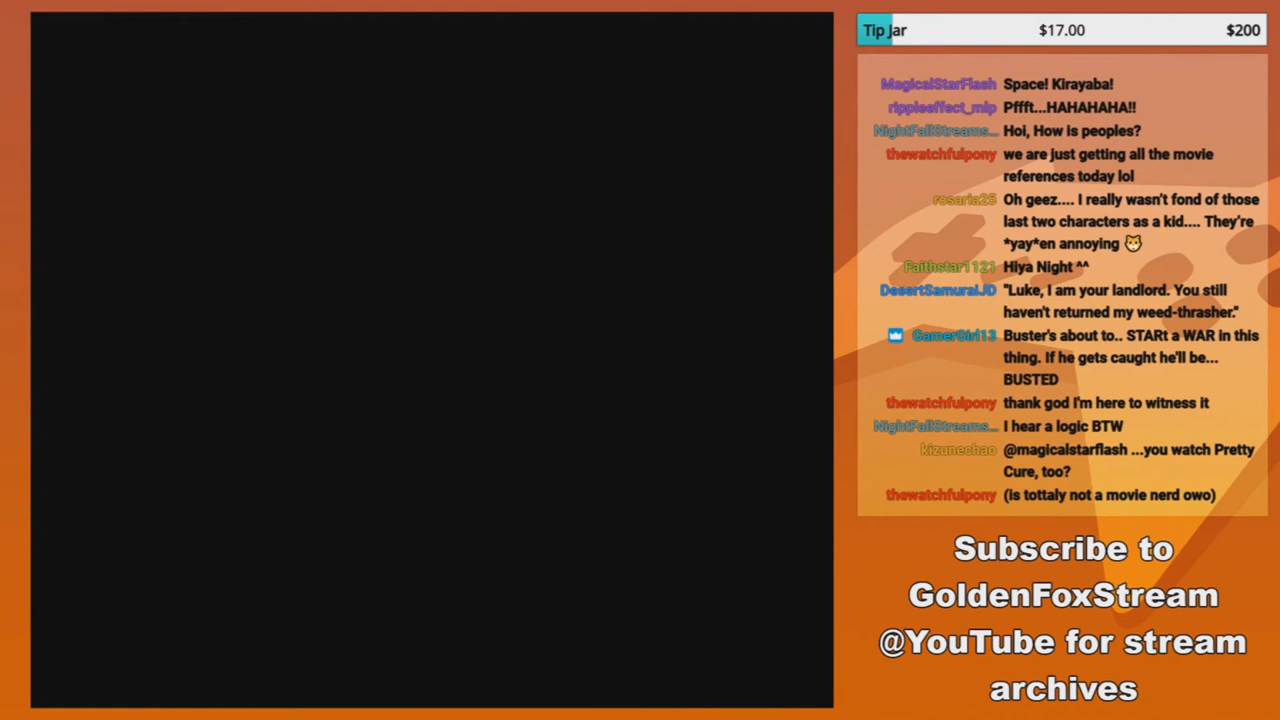 Tip Jar $17.00 $200
MagicalStarFlash Space! Kirayaba!
rippleeffect_mlp Pffft...HAHAHAHA!!
NightFallStreams... Hoi, How is peoples?
thewatchfulpony we are just getting all the movie
references today lol
rosaria25 Oh geez.... I really wasn't fond of those
last two characters as a kid.... They're
*yay*en annoying
Faithstar1121 Hiya Night ^^
DesertSamuraiJD "Luke, I am your landlord. You still
haven't returned my weed-thrasher."
GamerGirl13 Buster's about to.. STARt a WAR in this
thing. If he gets caught he'll be...
BUSTED
thewatchfulpony thank god I'm here to witness it
NightFallStreams... I hear a logic BTW
kizunechao @magicalstarflash ...you watch Pretty
Cure, too?
thewatchfulpony (is tottaly not a movie nerd owo)
Subscribe to
GoldenFoxStream
@YouTube for stream
archives